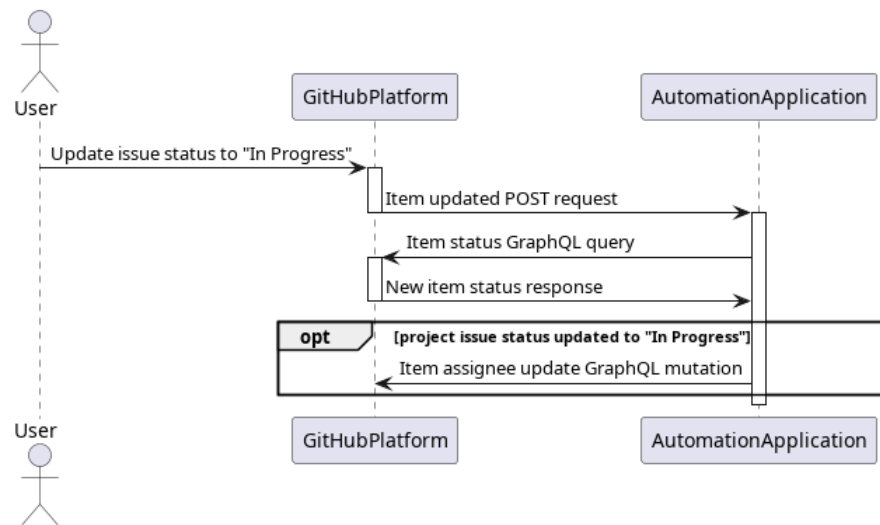 User
GitHubPlatform
AutomationApplication
Update issue status to "In Progress"
Item updated POST request
Item status GraphQL query
New item status response
opt
[project issue status updated to "In Progress"]
Item assignee update GraphQL mutation
User
GitHubPlatform
AutomationApplication